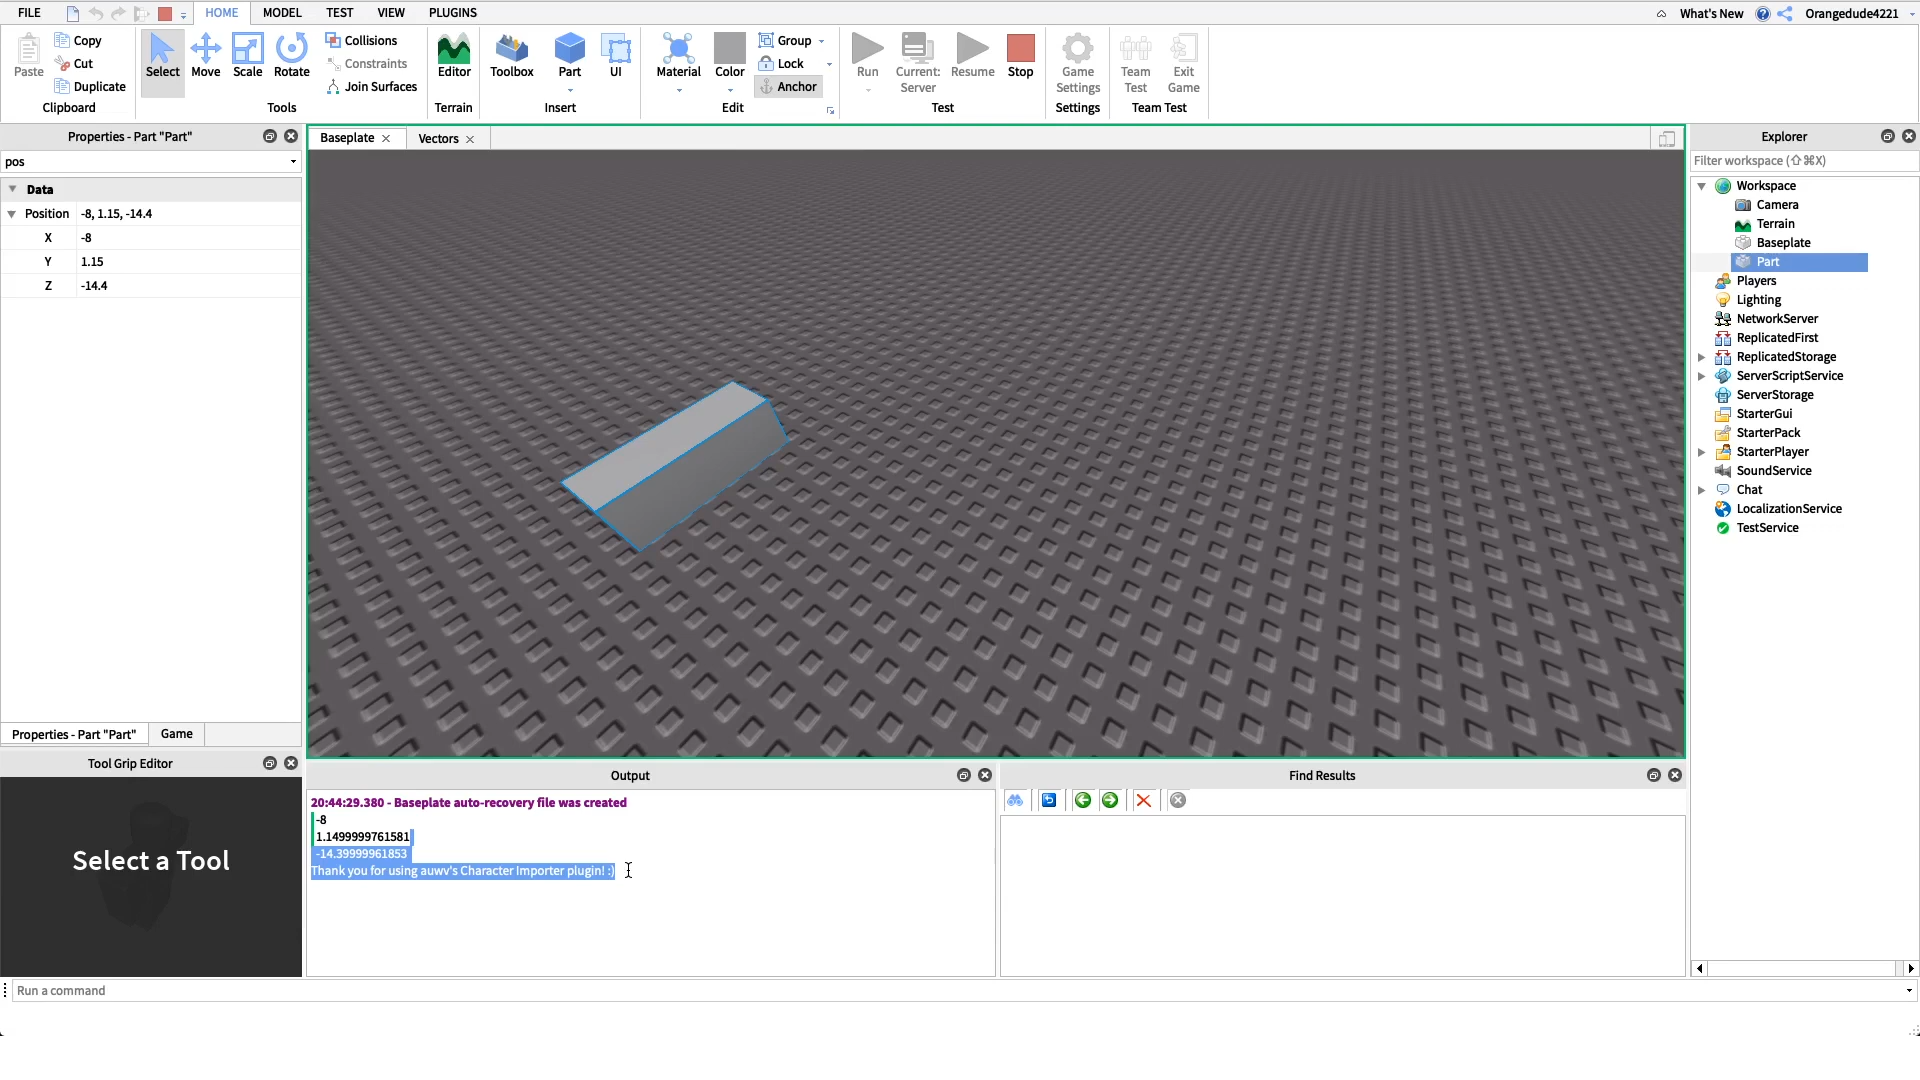 FILE
HOME
MODEL
TEST
VIEW
PLUGINS
What's New
Orangedude4221
Paste
Copy
Cut
Duplicate
Clipboard
Select
Move
Scale
Rotate
Collisions
Constraints
Join Surfaces
Tools
Editor
Terrain
Toolbox
Part
UI
Insert
Material
Color
Group
Lock
Anchor
Edit
Run
Current:
Server
Resume
Stop
Test
Game
Settings
Settings
Team
Test
Exit
Game
Team Test
Properties - Part "Part"
pos
Data
Position -8, 1.15, -14.4
X -8
Y 1.15
Z -14.4
Properties - Part "Part"
Game
Tool Grip Editor
Select a Tool
Baseplate
Vectors
Output
20:44:29.380 - Baseplate auto-recovery file was created
-8
1.1499999761581
-14.39999961853
Thank you for using auwv's Character Importer plugin! :)
Find Results
Explorer
Filter workspace (⇧⌘X)
Workspace
Camera
Terrain
Baseplate
Part
Players
Lighting
NetworkServer
ReplicatedFirst
ReplicatedStorage
ServerScriptService
ServerStorage
StarterGui
StarterPack
StarterPlayer
SoundService
Chat
LocalizationService
TestService
Run a command